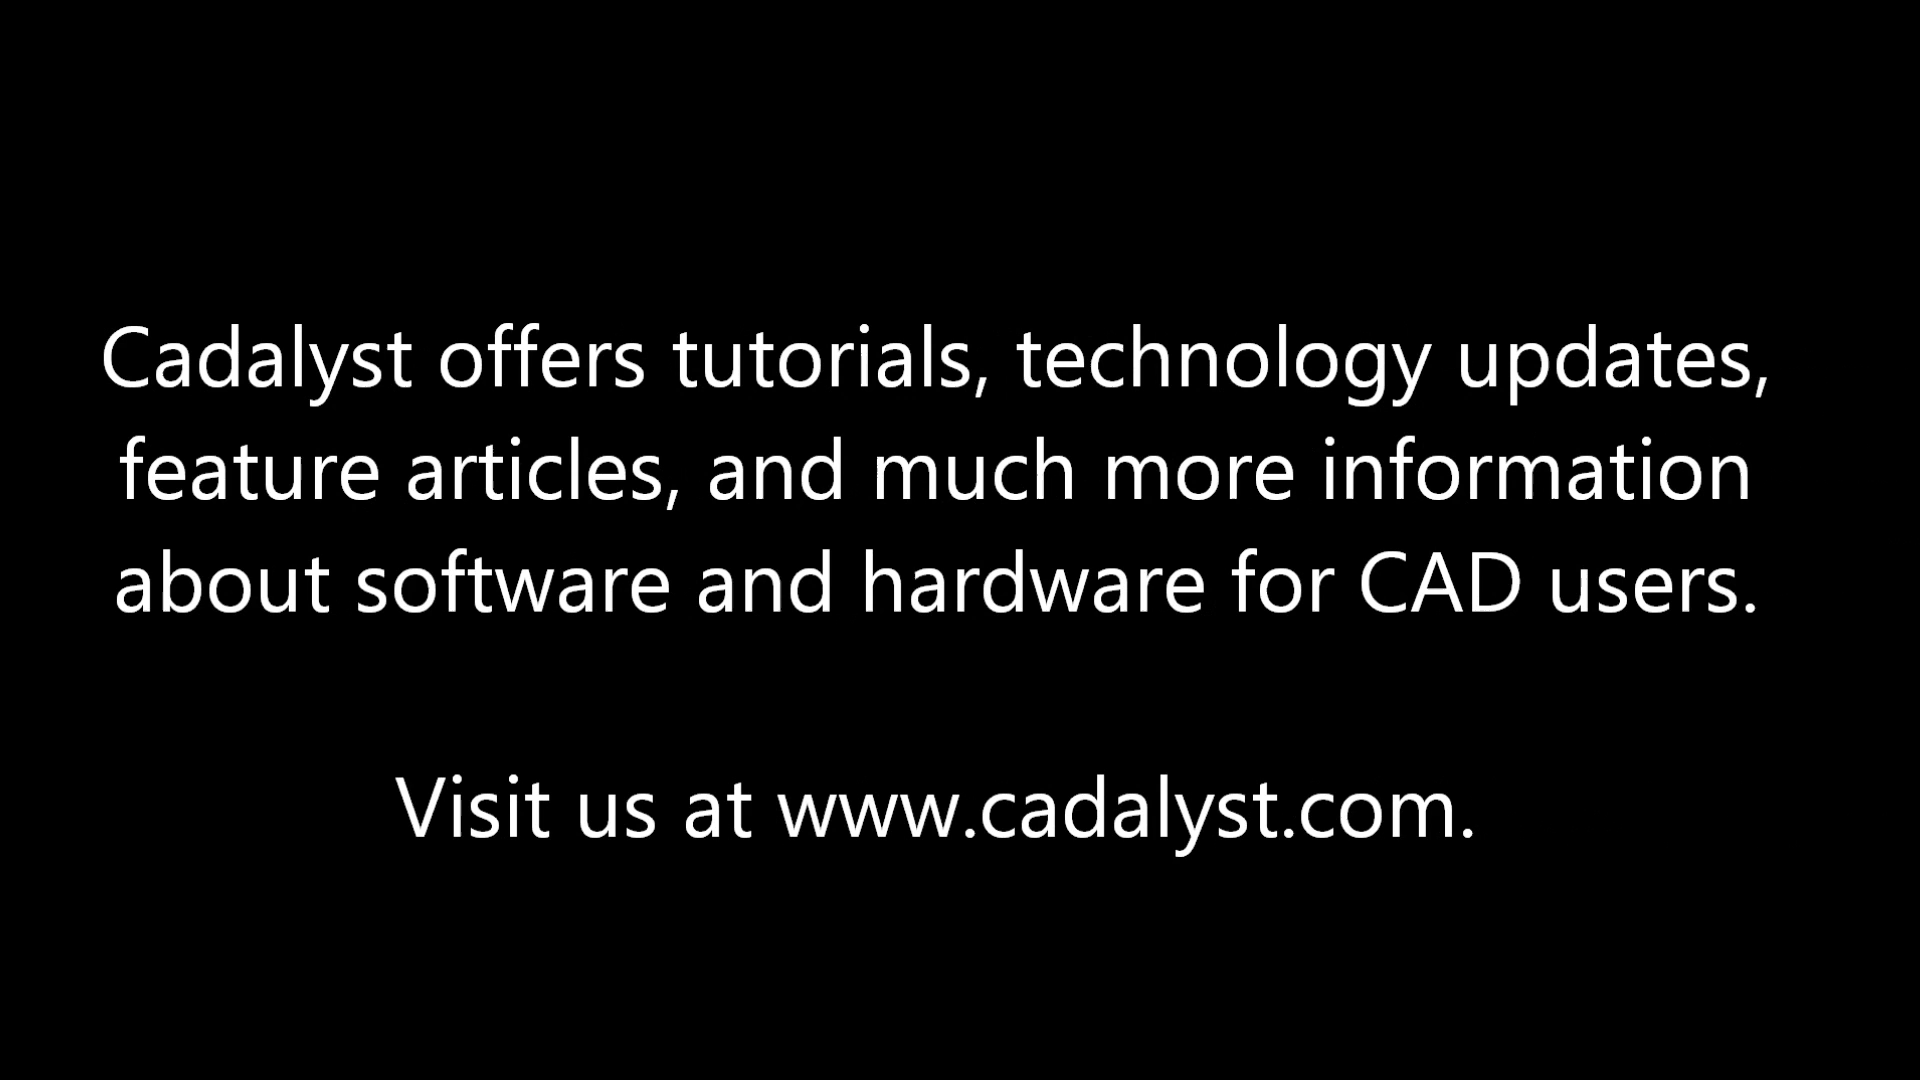 Cadalyst offers tutorials, technology updates,
feature articles, and much more information
about software and hardware for CAD users.
Visit us at www.cadalyst.com.